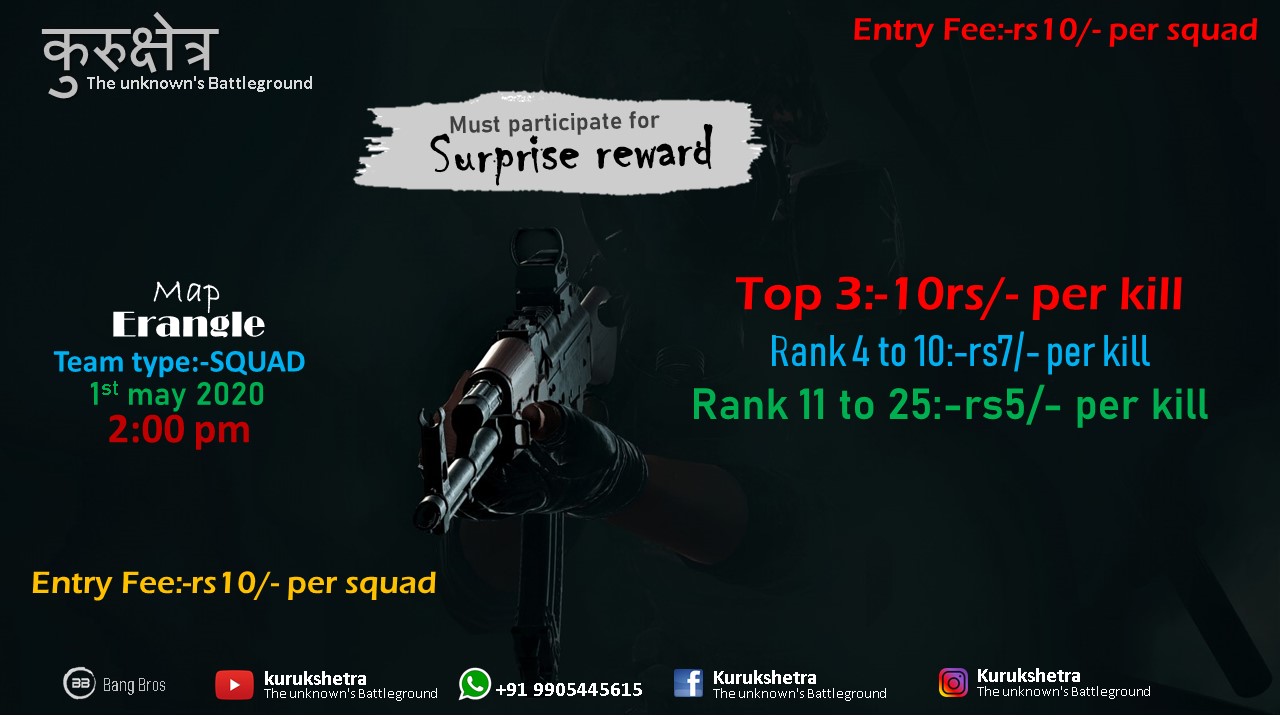 कुरुक्षेत्र
The unknown's Battleground
Entry Fee:-rs10/- per squad
Must participate for
Surprise reward
Map
Erangle
Team type:-SQUAD
1st may 2020
2:00 pm
Top 3:-10rs/- per kill
Rank 4 to 10:-rs7/- per kill
Rank 11 to 25:-rs5/- per kill
Entry Fee:-rs10/- per squad
BB Bang Bros
kurukshetra
The unknown's Battleground
+91 9905445615
Kurukshetra
The unknown's Battleground
Kurukshetra
The unknown's Battleground